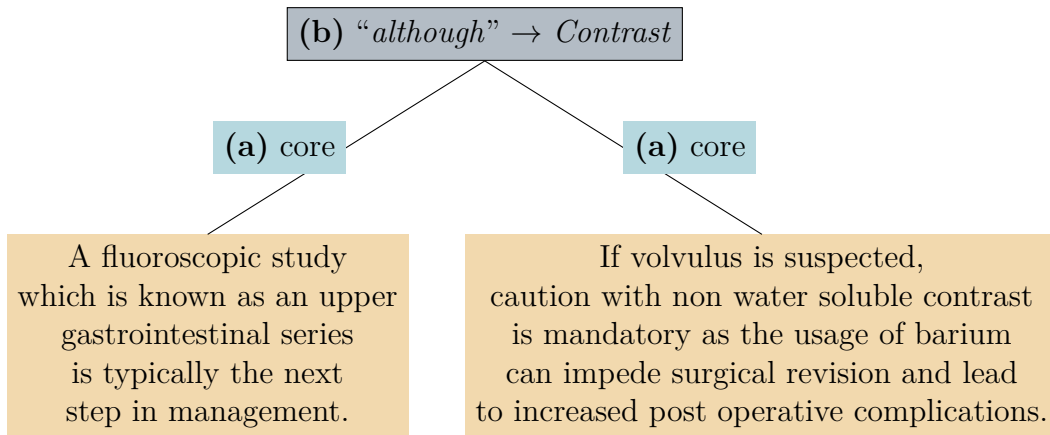 (b) “although” → Contrast
(a) core
(a) core
A fluoroscopic study
which is known as an upper
gastrointestinal series
is typically the next
step in management.
If volvulus is suspected,
caution with non water soluble contrast
is mandatory as the usage of barium
can impede surgical revision and lead
to increased post operative complications.